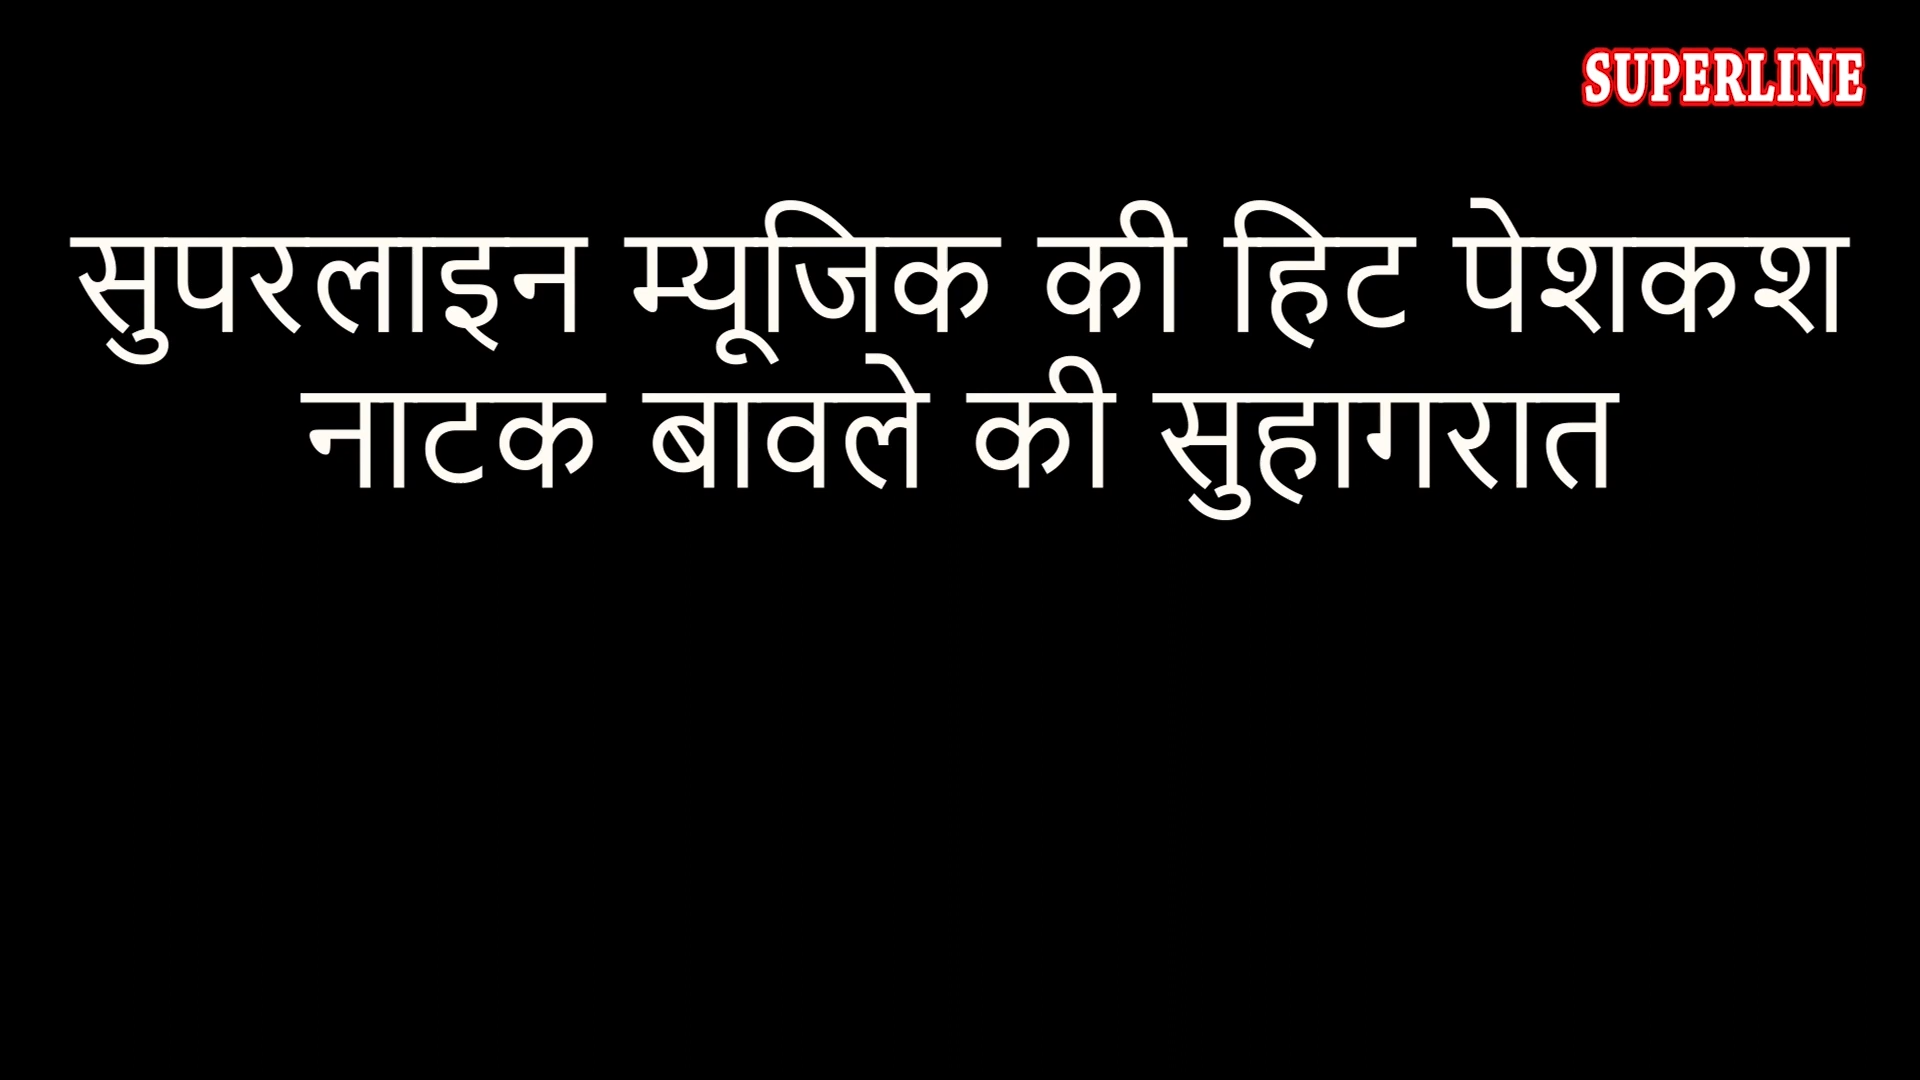 SUPERLINE
सुपरलाइन म्यूजिक की हिट पेशकश
नाटक बावले की सुहागरात